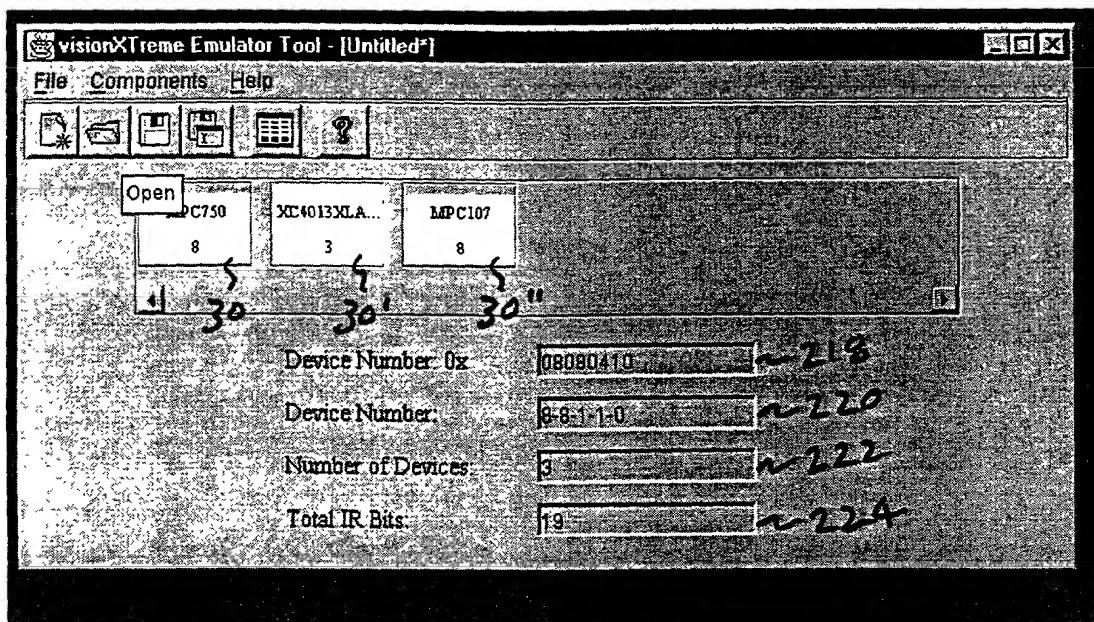 visionXTreme Emulator Tool - [Untitled*]
File Components Help
Open
PC750 XC4013XLA... MPC107
8 3 8
30 30' 30"
Device Number: 0x 08080410 ~218
Device Number: 8-8-1-1-0 ~220
Number of Devices: 3 ~222
Total IR Bits: 19 ~224